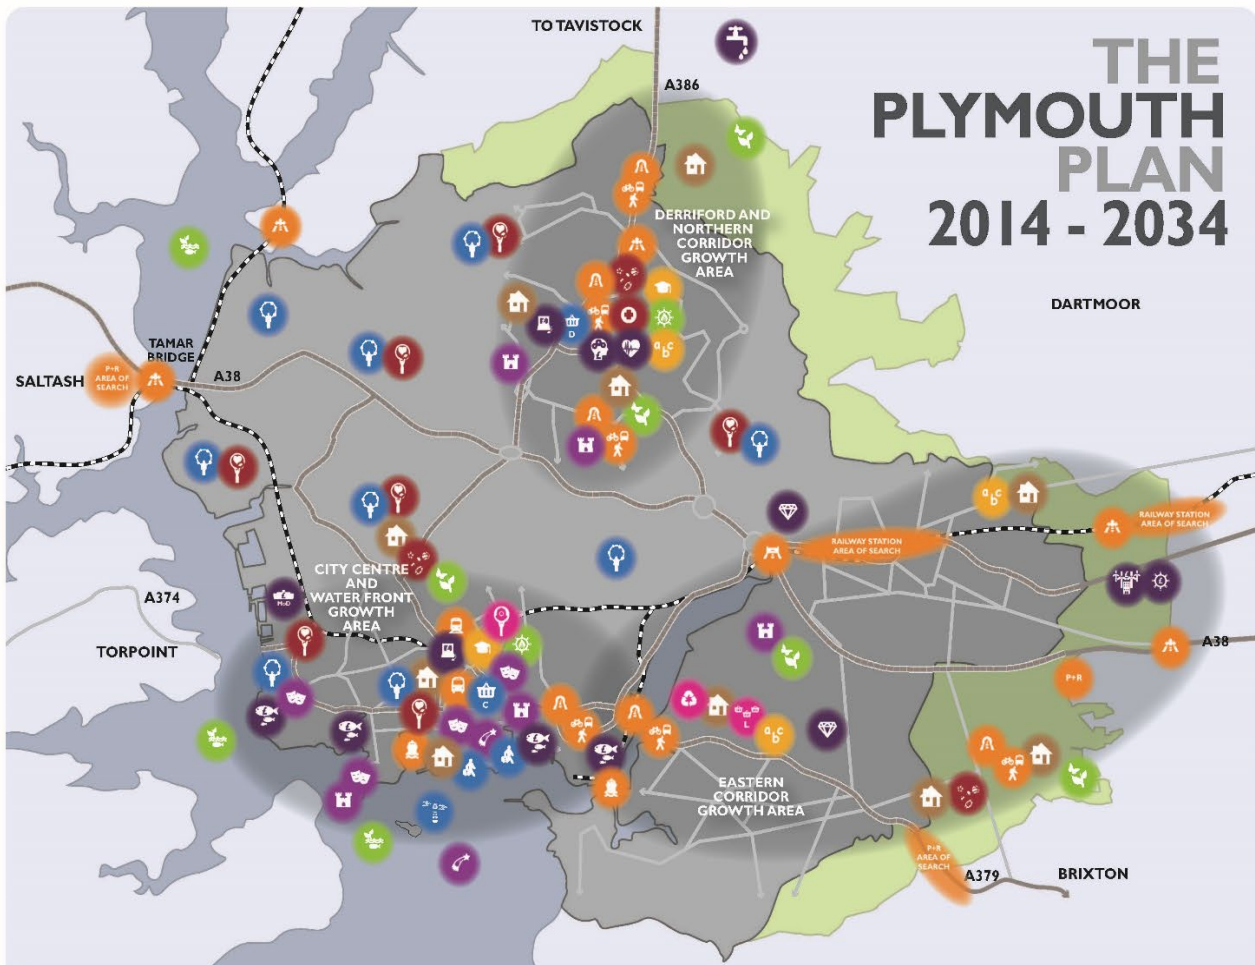 THE
PLYMOUTH
PLAN
2014 - 2034
TO TAVISTOCK
A386
DERRIFORD AND
NORTHERN
CORRIDOR
GROWTH
AREA
DARTMOOR
TAMAR
BRIDGE
SALTASH
P+R
AREA OF
SEARCH
A38
D
a b c
a b c
RAILWAY STATION
AREA OF SEARCH
RAILWAY STATION
AREA OF SEARCH
CITY CENTRE
AND
WATER FRONT
GROWTH
AREA
MoD
A374
TORPOINT
A38
P+R
C
L
a b c
EASTERN
CORRIDOR
GROWTH AREA
P+R
AREA OF
SEARCH
A379
BRIXTON